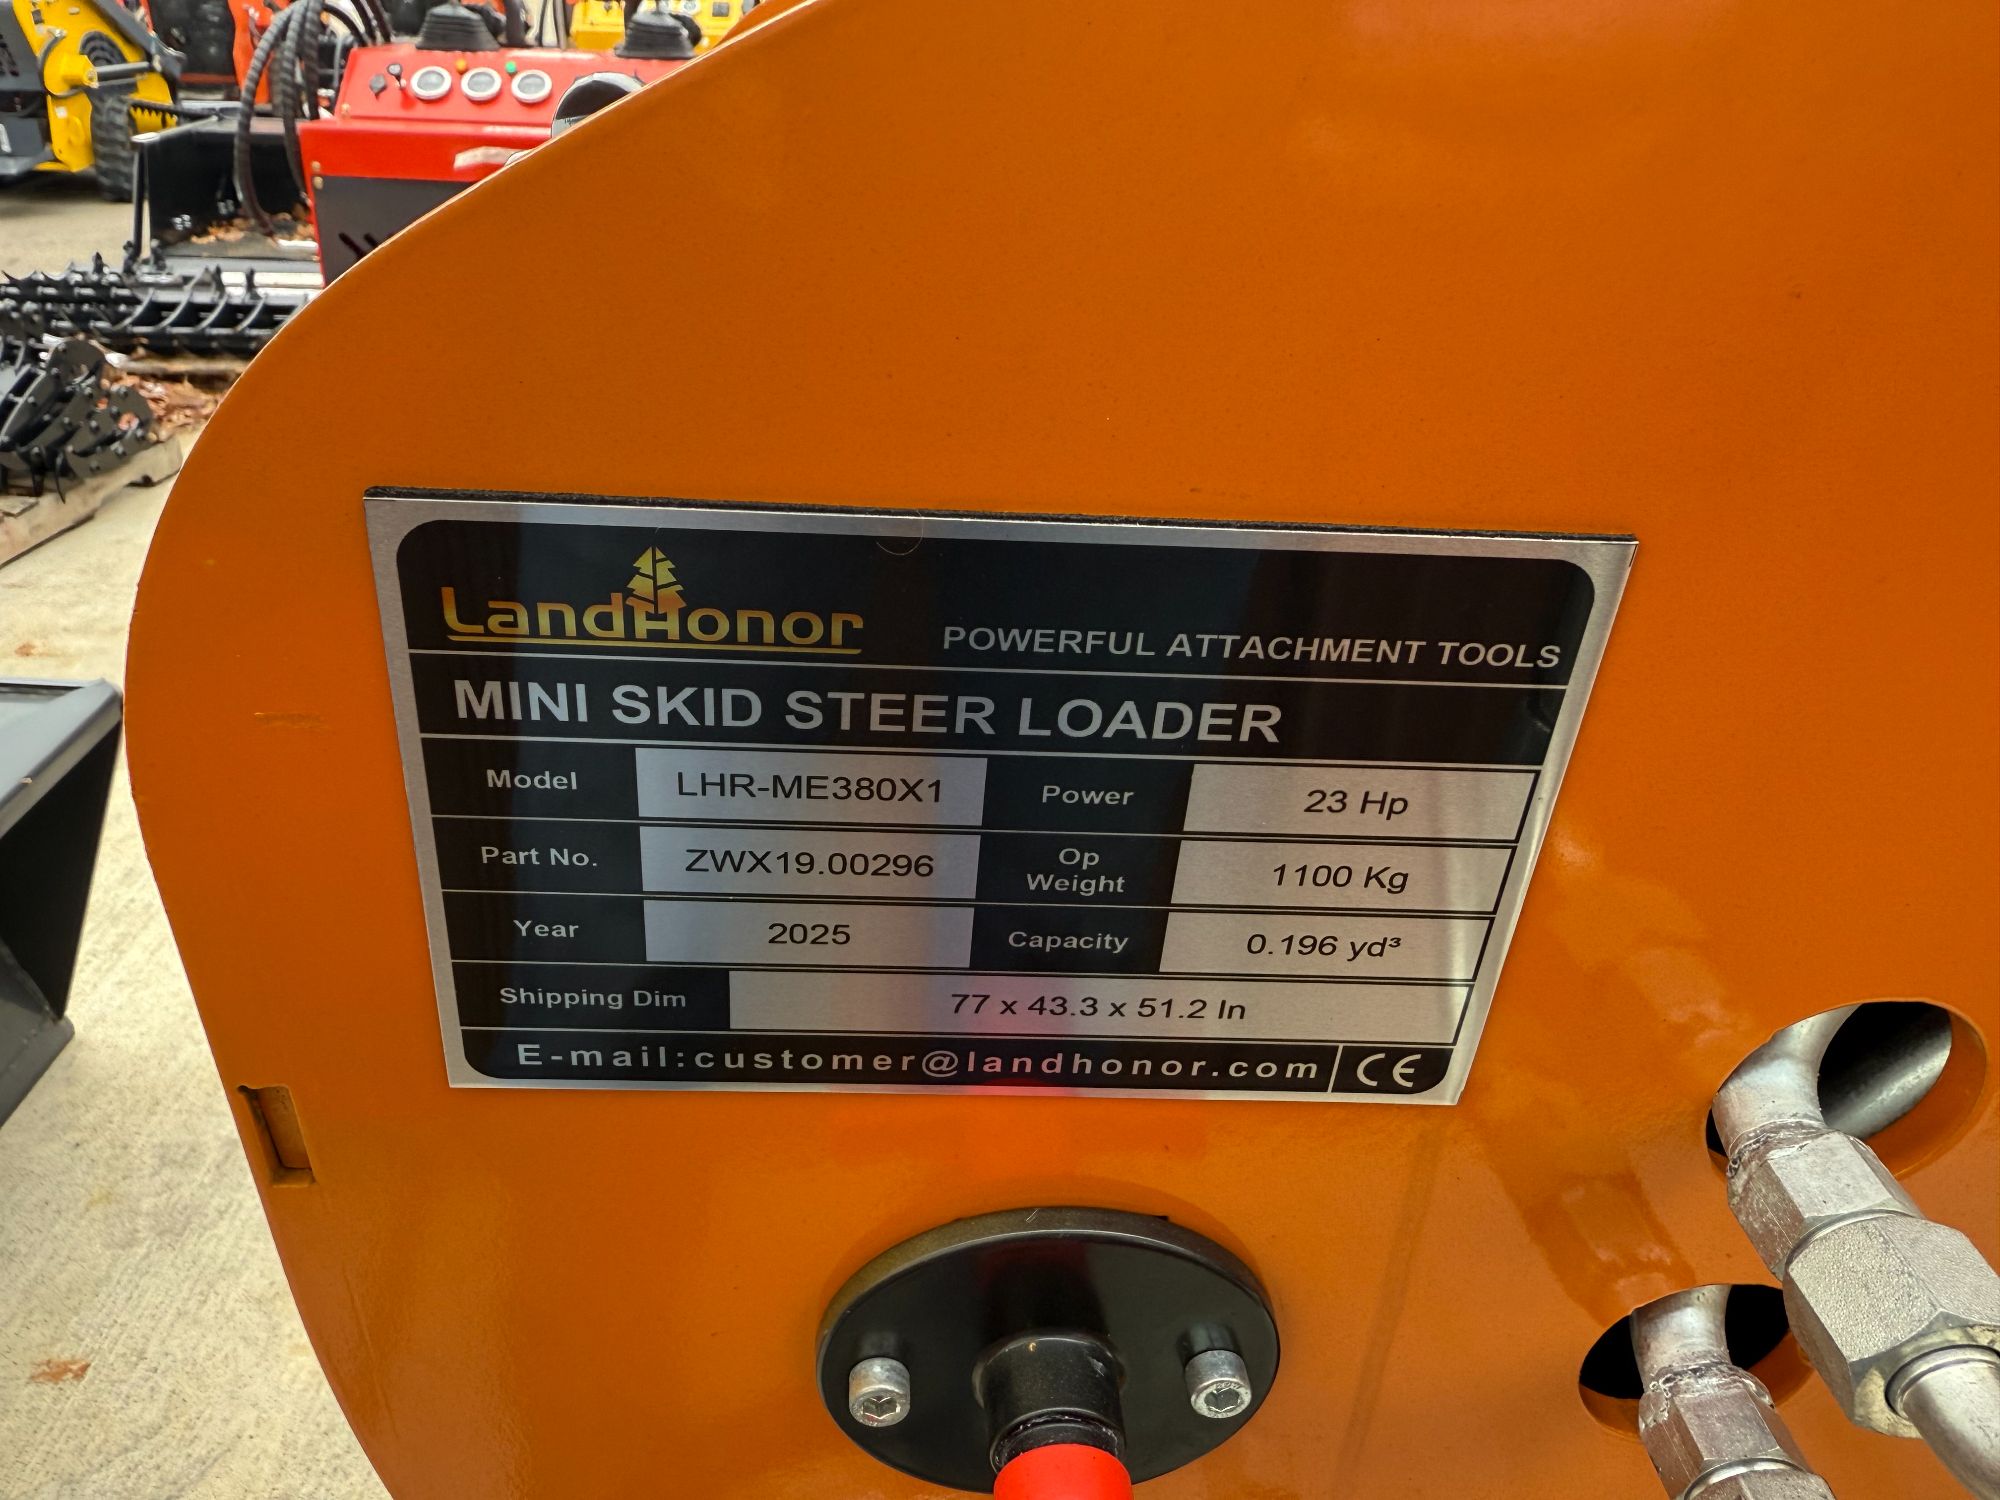 LandHonor POWERFUL ATTACHMENT TOOLS
MINI SKID STEER LOADER
Model LHR-ME380X1 Power 23 Hp
Part No. ZWX19.00296 Op Weight 1100 Kg
Year 2025 Capacity 0.196 yd³
Shipping Dim 77 x 43.3 x 51.2 In
E-mail:customer@landhonor.com CE